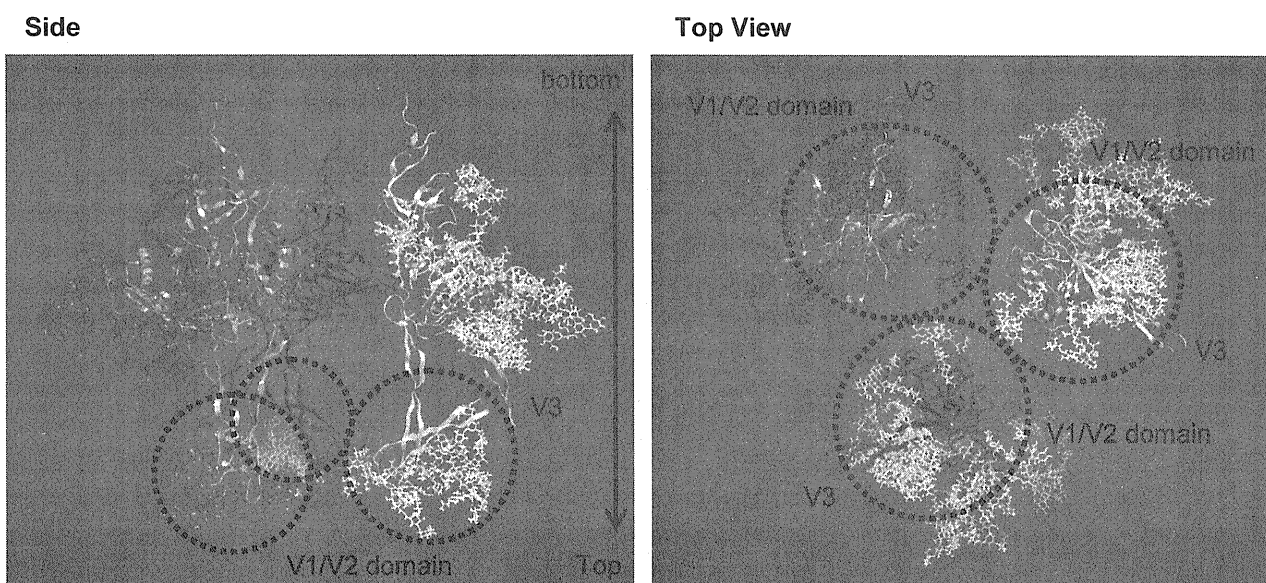 Side
bottom
V3
V1/V2 domain
Top
Top View
V3
V1/V2 domain
V1/V2 domain
V3
V1/V2 domain
V3